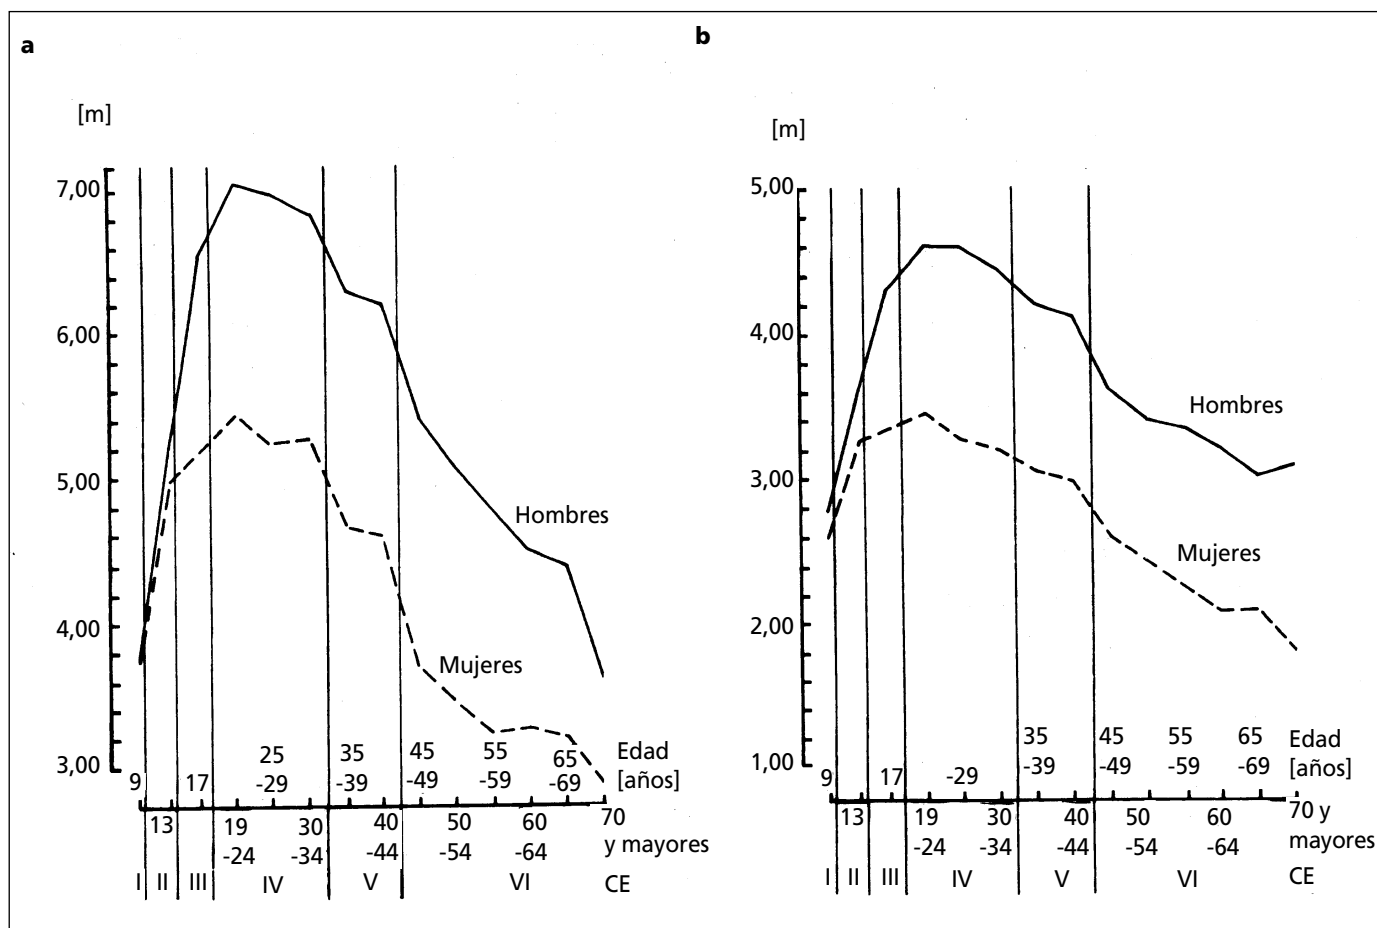 a
[m]
7,00
6,00
5,00
4,00
3,00
Hombres
Mujeres
25 35 45 55 65 Edad
9 17 -29 -39 -49 -59 -69 [años]
13 19 30 40 50 60 70
-24 -34 -44 -54 -64 y mayores
I II III IV V VI CE
b
[m]
5,00
4,00
3,00
2,00
1,00
Hombres
Mujeres
35 45 55 65 Edad
9 17 -29 -39 -49 -59 -69 [años]
13 19 30 40 50 60 70 y
-24 -34 -44 -54 -64 mayores
I II III IV V VI CE